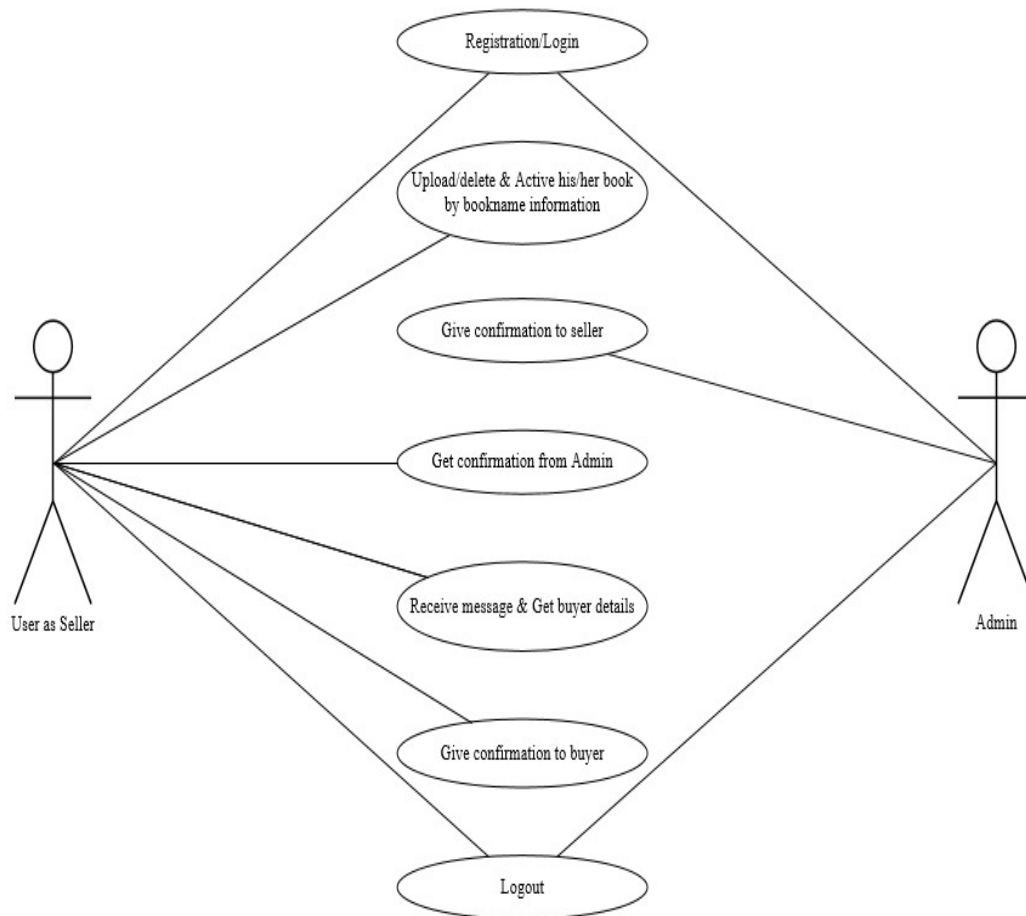 Registration/Login
Upload/delete & Active his/her book
by bookname information
Give confirmation to seller
Get confirmation from Admin
Receive message & Get buyer details
User as Seller
Admin
Give confirmation to buyer
Logout